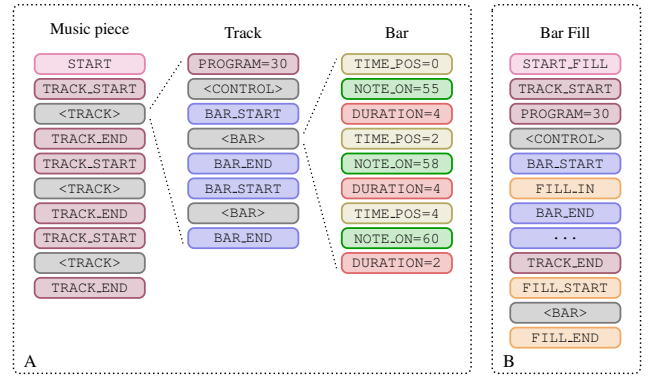 Music piece
START
TRACK_START
<TRACK>
TRACK_END
TRACK_START
<TRACK>
TRACK_END
TRACK_START
<TRACK>
TRACK_END
A
Track
PROGRAM=30
<CONTROL>
BAR_START
<BAR>
BAR_END
BAR_START
<BAR>
BAR_END
Bar
TIME_POS=0
NOTE_ON=55
DURATION=4
TIME_POS=2
NOTE_ON=58
DURATION=4
TIME_POS=4
NOTE_ON=60
DURATION=2
Bar Fill
START_FILL
TRACK_START
PROGRAM=30
<CONTROL>
BAR_START
FILL_IN
BAR_END
...
TRACK_END
FILL_START
<BAR>
FILL_END
B